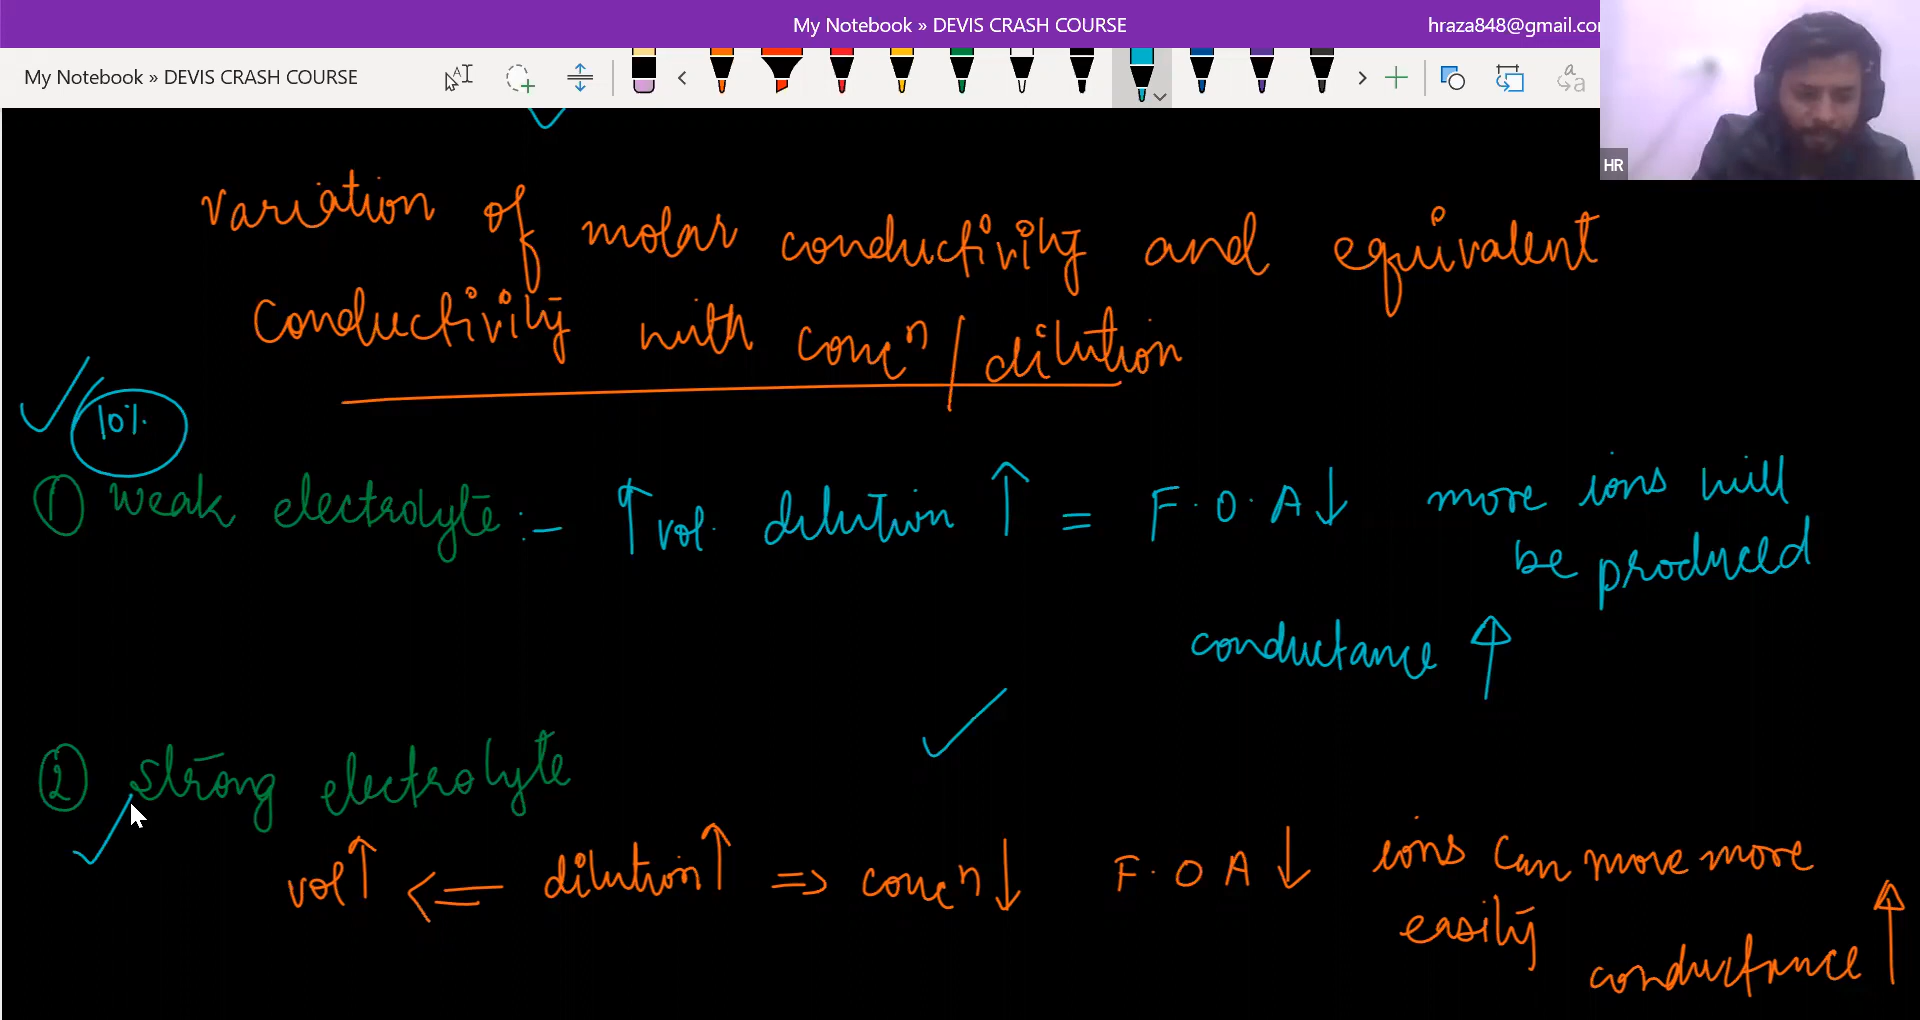 My Notebook » DEVIS CRASH COURSE
hraza848@gmail.co
My Notebook » DEVIS CRASH COURSE
HR
variation of molar conductivity and equivalent
conductivity with concⁿ/dilution
10%
① weak electrolyte :- ↑ vol. dilution ↑ = F.O.A↓ more ions will
be produced
conductance ↑
② strong electrolyte
vol↑ <= dilution↑ => concⁿ↓ F.O A↓ ions can move more
easily
conductance ↑